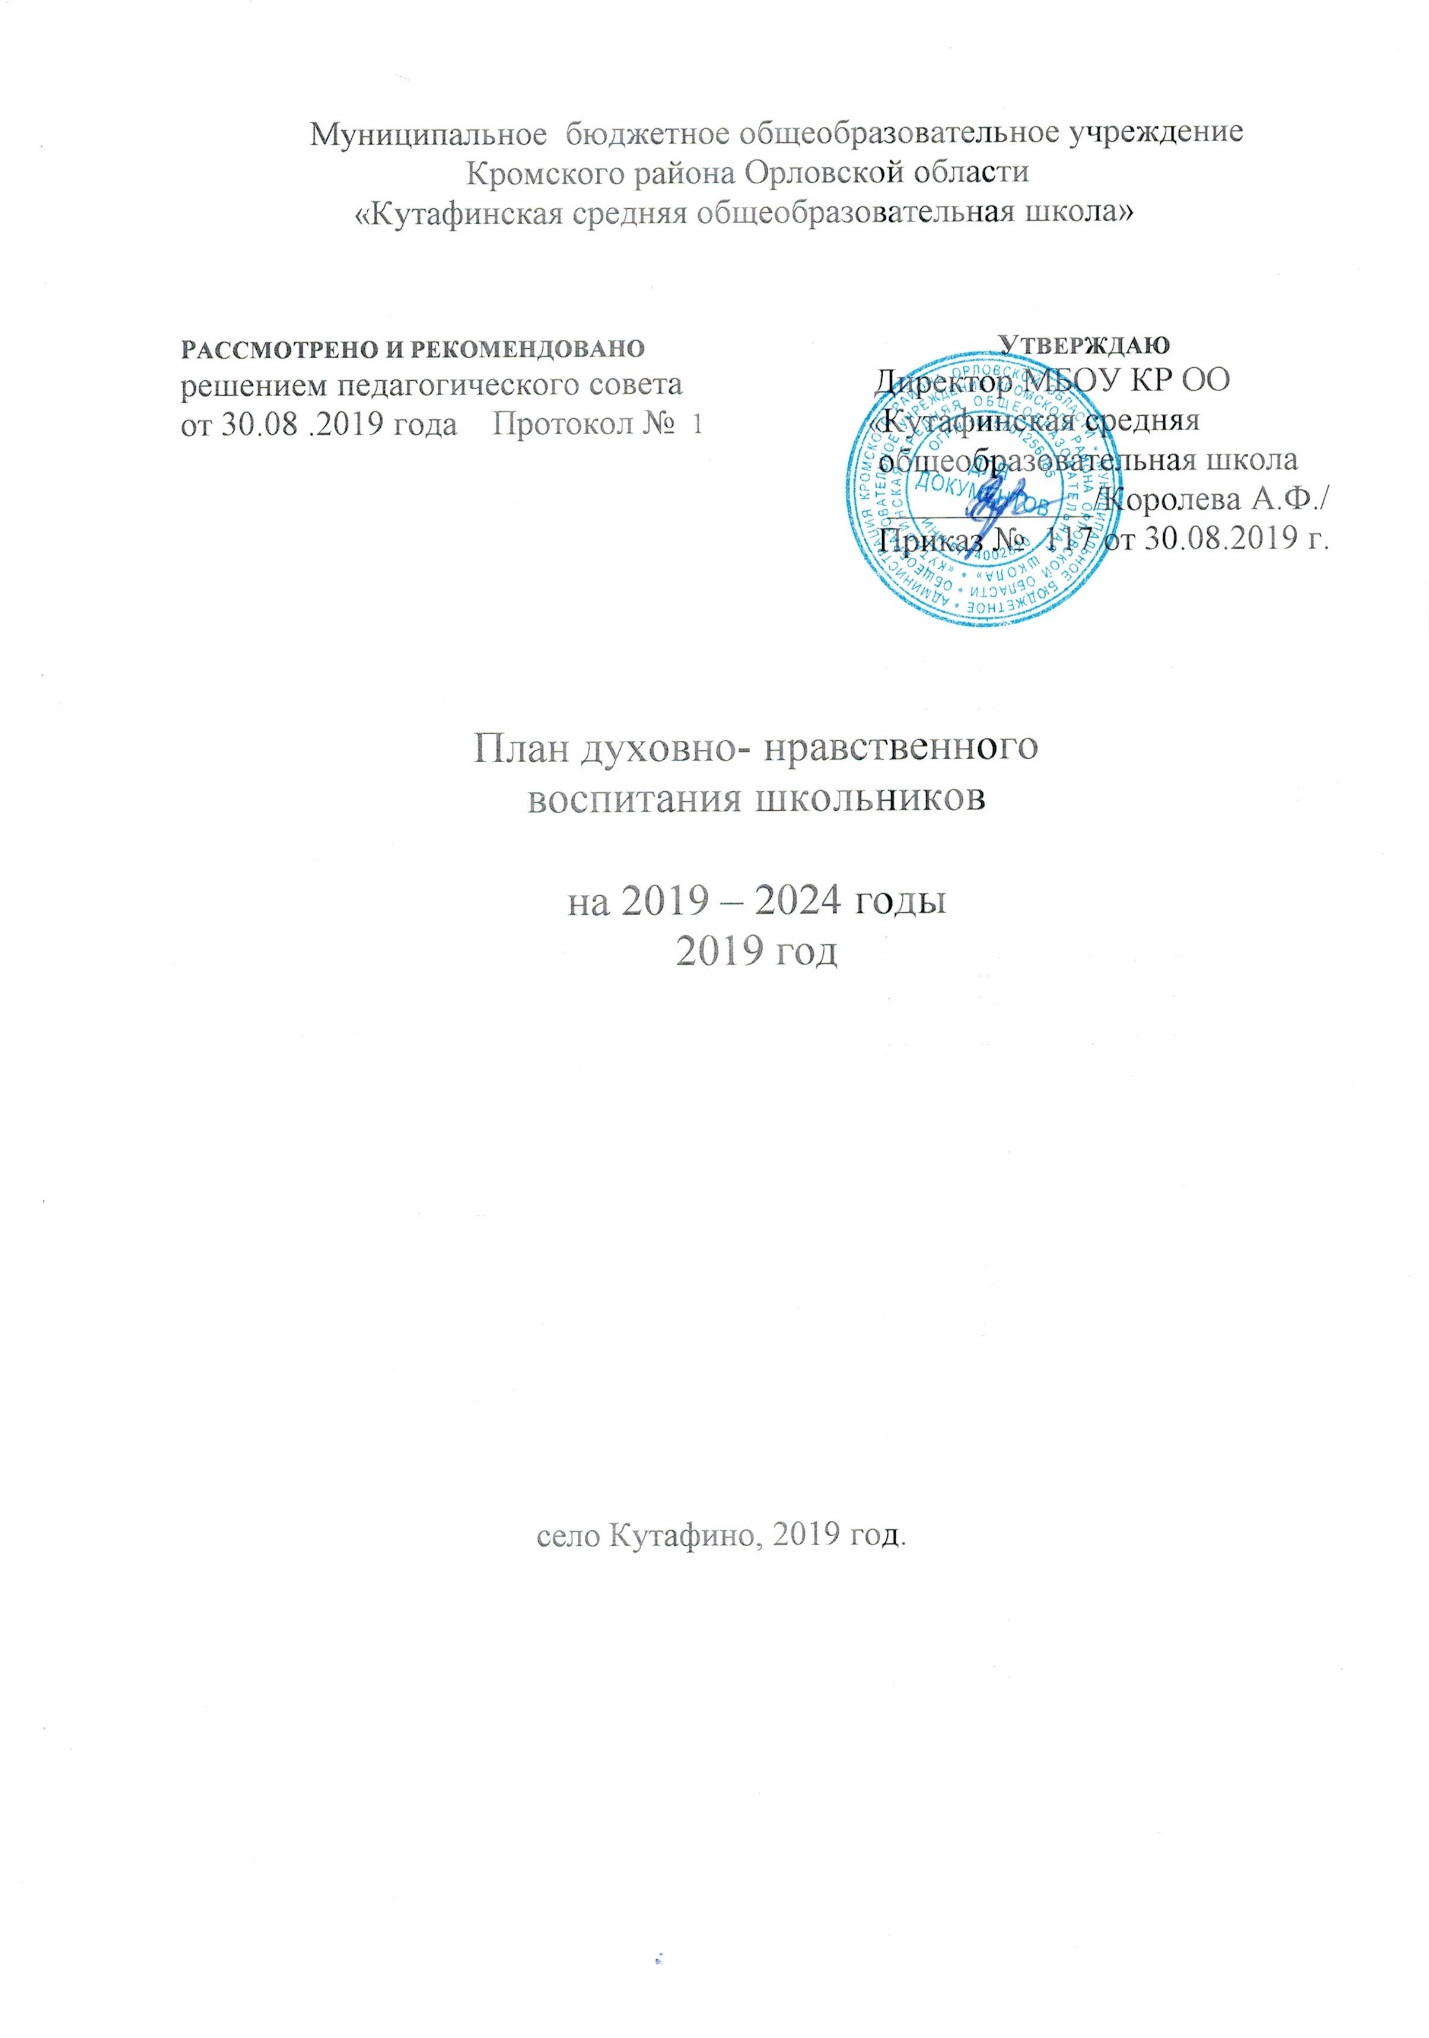 Муниципальное бюджетное общеобразовательное учреждение
Кромского района Орловской области
«Кутафинская средняя общеобразовательная школа»
РАССМОТРЕНО И РЕКОМЕНДОВАНО
решением педагогического совета
от 30.08 .2019 года Протокол № 1
УТВЕРЖДАЮ
Директор МБОУ КР ОО
«Кутафинская средняя
общеобразовательная школа
/Королева А.Ф./
Приказ № 117 от 30.08.2019 г.
ДЛЯ
ДОКУМЕНТОВ
План духовно- нравственного
воспитания школьников
на 2019 – 2024 годы
2019 год
село Кутафино, 2019 год.